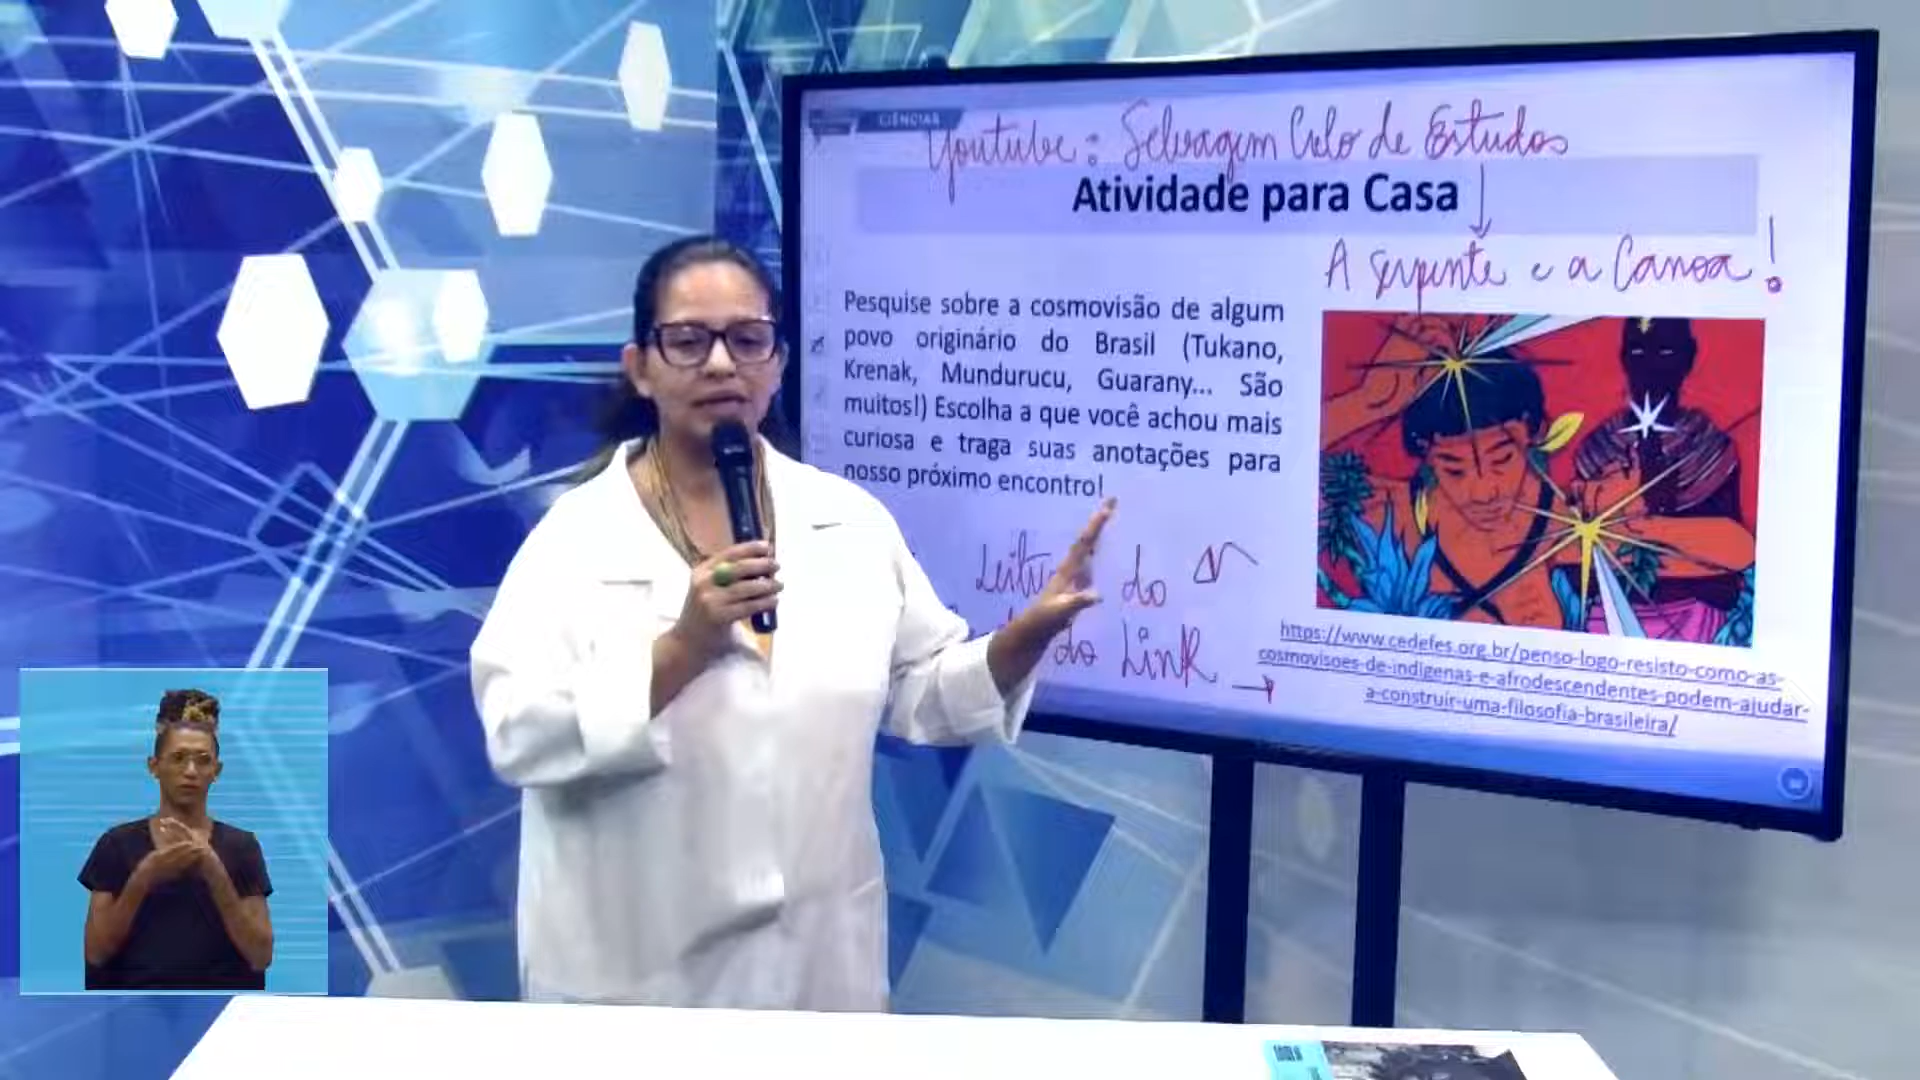 CIÊNCIAS
Youtube: Selvagem Ciclo de Estudos
Atividade para Casa
A serpente e a Canoa!
Pesquise sobre a cosmovisão de algum
povo originário do Brasil (Tukano,
Krenak, Mundurucu, Guarany... São
muitos!) Escolha a que você achou mais
curiosa e traga suas anotações para
nosso próximo encontro!
do
do Link
https://www.cedefes.org.br/penso-logo-resisto-como-as-
cosmovisoes-de-indigenas-e-afrodescendentes-podem-ajudar-
a-construir-uma-filosofia-brasileira/